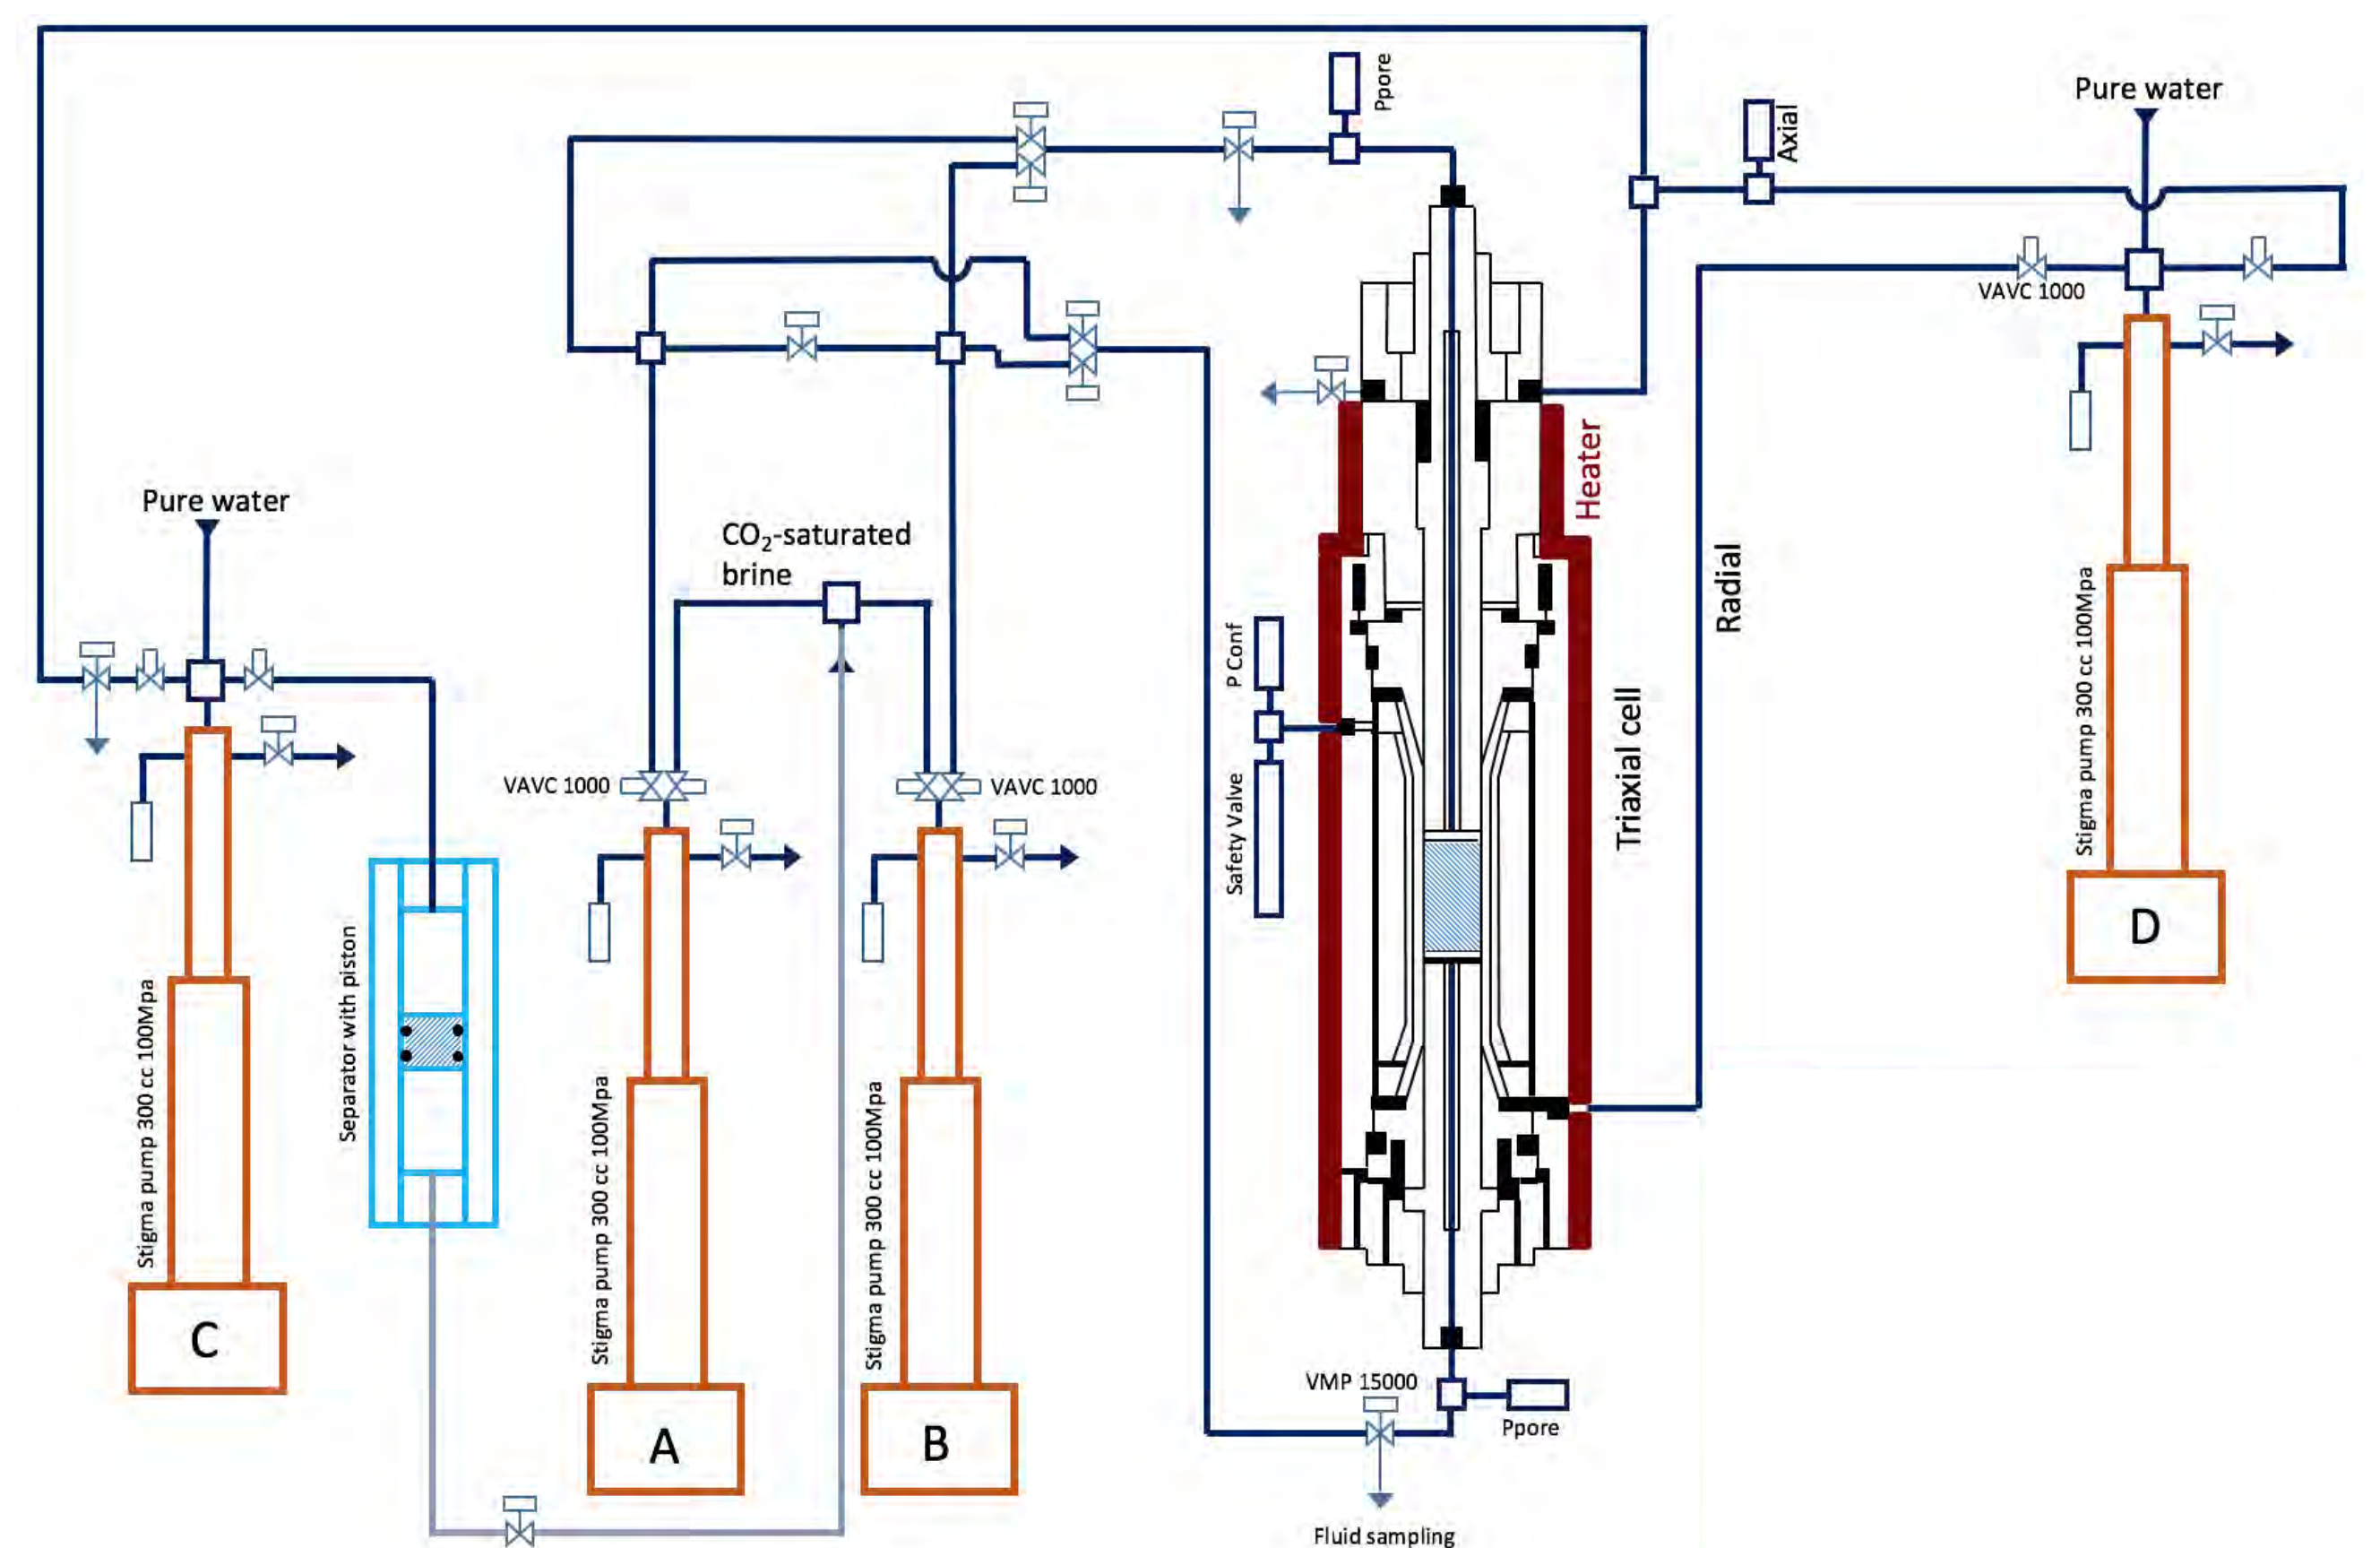 Ppore
Axial
Pure water
VAVC 1000
Heater
Pure water
CO₂-saturated
brine
Radial
Stigma pump 300 cc 100Mpa
P Conf
Triaxial cell
VAVC 1000
VAVC 1000
Safety Valve
Separator with piston
D
Stigma pump 300 cc 100Mpa
Stigma pump 300 cc 100Mpa
Stigma pump 300 cc 100Mpa
C
VMP 15000
Ppore
A
B
Fluid sampling